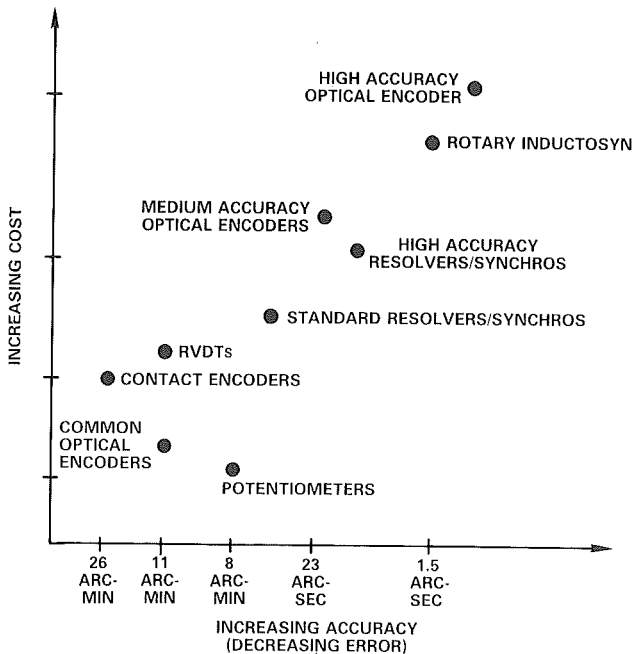 HIGH ACCURACY
OPTICAL ENCODER
ROTARY INDUCTOSYN
MEDIUM ACCURACY
OPTICAL ENCODERS
HIGH ACCURACY
RESOLVERS/SYNCHROS
STANDARD RESOLVERS/SYNCHROS
RVDTs
CONTACT ENCODERS
COMMON
OPTICAL
ENCODERS
POTENTIOMETERS
INCREASING COST
26
ARC-
MIN
11
ARC-
MIN
8
ARC-
MIN
23
ARC-
SEC
1.5
ARC-
SEC
INCREASING ACCURACY
(DECREASING ERROR)